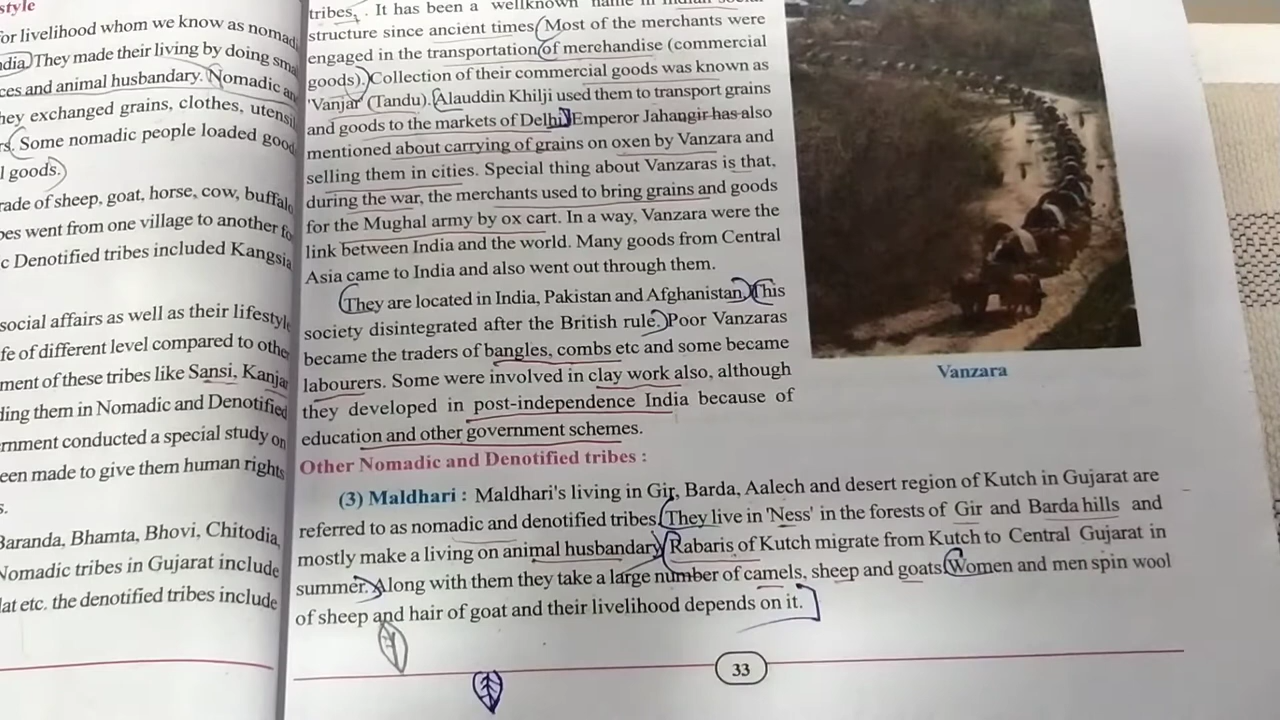 style
for livelihood whom we know as nomad
They made their living by doing sma
ces and animal husbandary. Nomadic an
hey exchanged grains, clothes, utensil
Some nomadic people loaded good
l goods.
rade of sheep, goat, horse, cow, buffalo
bes went from one village to another fo
c Denotified tribes included Kangsia
social affairs as well as their lifestyle
fe of different level compared to othe
ment of these tribes like Sansi, Kanjar
ding them in Nomadic and Denotified
rnment conducted a special study on
een made to give them human rights
s.
Baranda, Bhamta, Bhovi, Chitodia,
Nomadic tribes in Gujarat include
lat etc. the denotified tribes include
tribes. It has been a wellknown name in Indian social
structure since ancient times. Most of the merchants were
engaged in the transportation of merchandise (commercial
goods). Collection of their commercial goods was known as
'Vanjar' (Tandu). Alauddin Khilji used them to transport grains
and goods to the markets of Delhi. Emperor Jahangir has also
mentioned about carrying of grains on oxen by Vanzara and
selling them in cities. Special thing about Vanzaras is that,
during the war, the merchants used to bring grains and goods
for the Mughal army by ox cart. In a way, Vanzara were the
link between India and the world. Many goods from Central
Asia came to India and also went out through them.
They are located in India, Pakistan and Afghanistan. This
society disintegrated after the British rule. Poor Vanzaras
became the traders of bangles, combs etc and some became
labourers. Some were involved in clay work also, although
they developed in post-independence India because of
education and other government schemes.
Vanzara
Other Nomadic and Denotified tribes :
(3) Maldhari : Maldhari's living in Gir, Barda, Aalech and desert region of Kutch in Gujarat are
referred to as nomadic and denotified tribes. They live in 'Ness' in the forests of Gir and Barda hills and
mostly make a living on animal husbandary. Rabaris of Kutch migrate from Kutch to Central Gujarat in
summer. Along with them they take a large number of camels, sheep and goats. Women and men spin wool
of sheep and hair of goat and their livelihood depends on it.
33